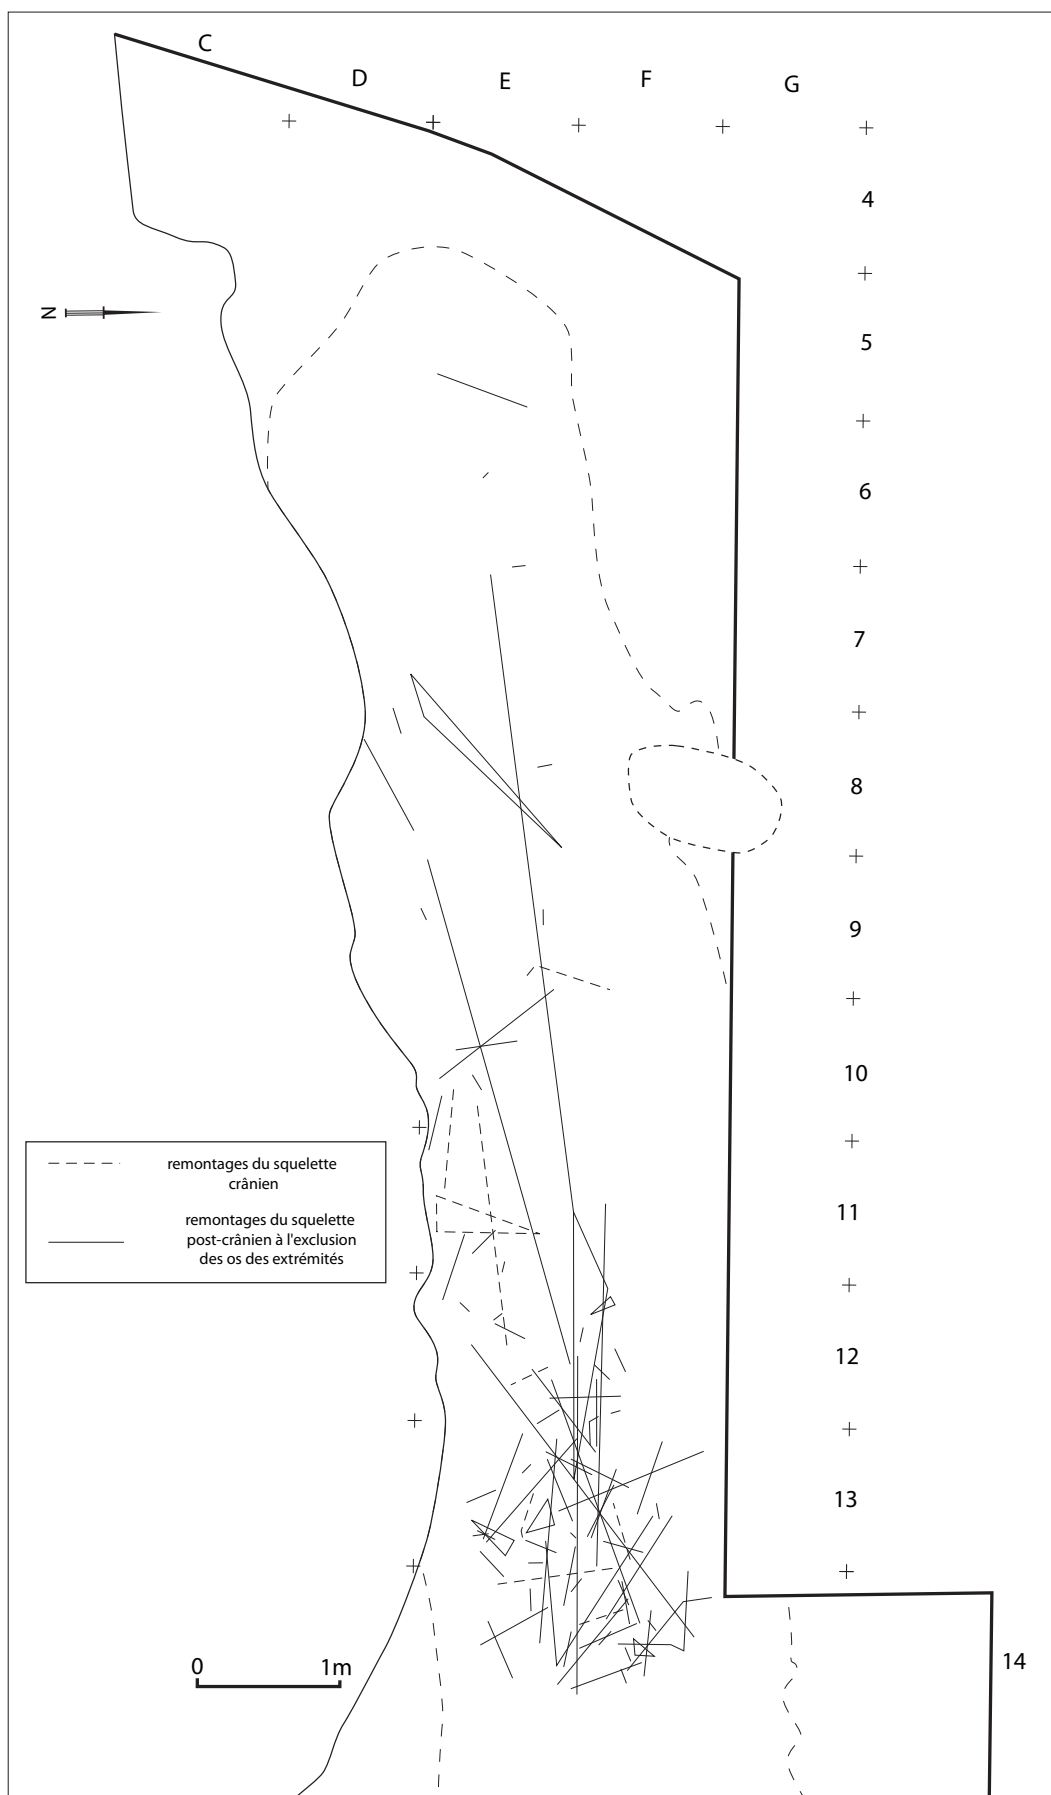 C
D
E
F
G
4
N
5
6
7
8
9
10
remontages du squelette
crânien
remontages du squelette
post-crânien à l'exclusion
des os des extrémités
11
12
13
0 1m
14